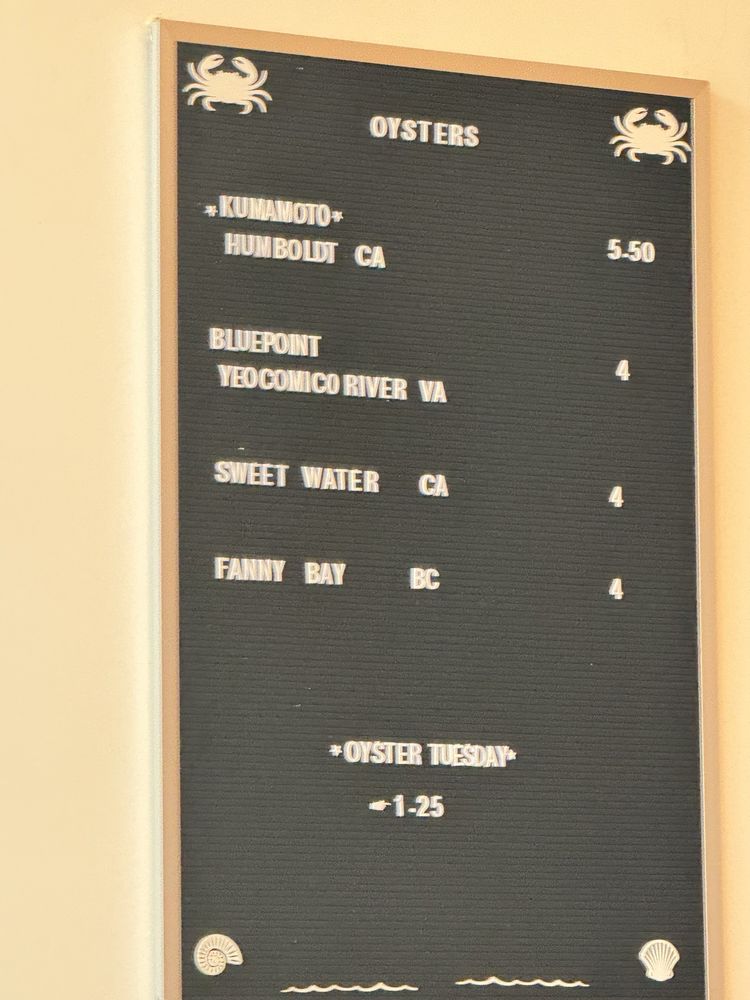 OYSTERS
*KUMAMOTO*
HUMBOLDT CA 5-50
BLUEPOINT
YEOCOMICO RIVER VA 4
SWEET WATER CA 4
FANNY BAY BC 4
*OYSTER TUESDAY*
☛1-25